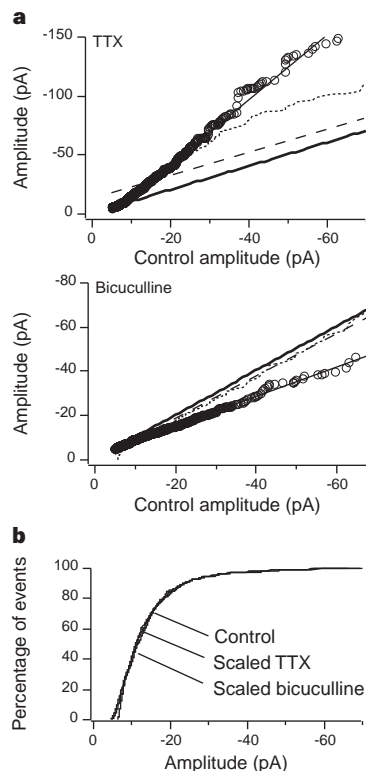 a
-150
TTX
Amplitude (pA)
-100
-50
0
0
-20
-40
-60
Control amplitude (pA)
-80
Bicuculline
Amplitude (pA)
-60
-40
-20
0
0
-20
-40
-60
Control amplitude (pA)
b
Percentage of events
100
80
60
40
20
0
Control
Scaled TTX
Scaled bicuculline
0
-20
-40
-60
Amplitude (pA)